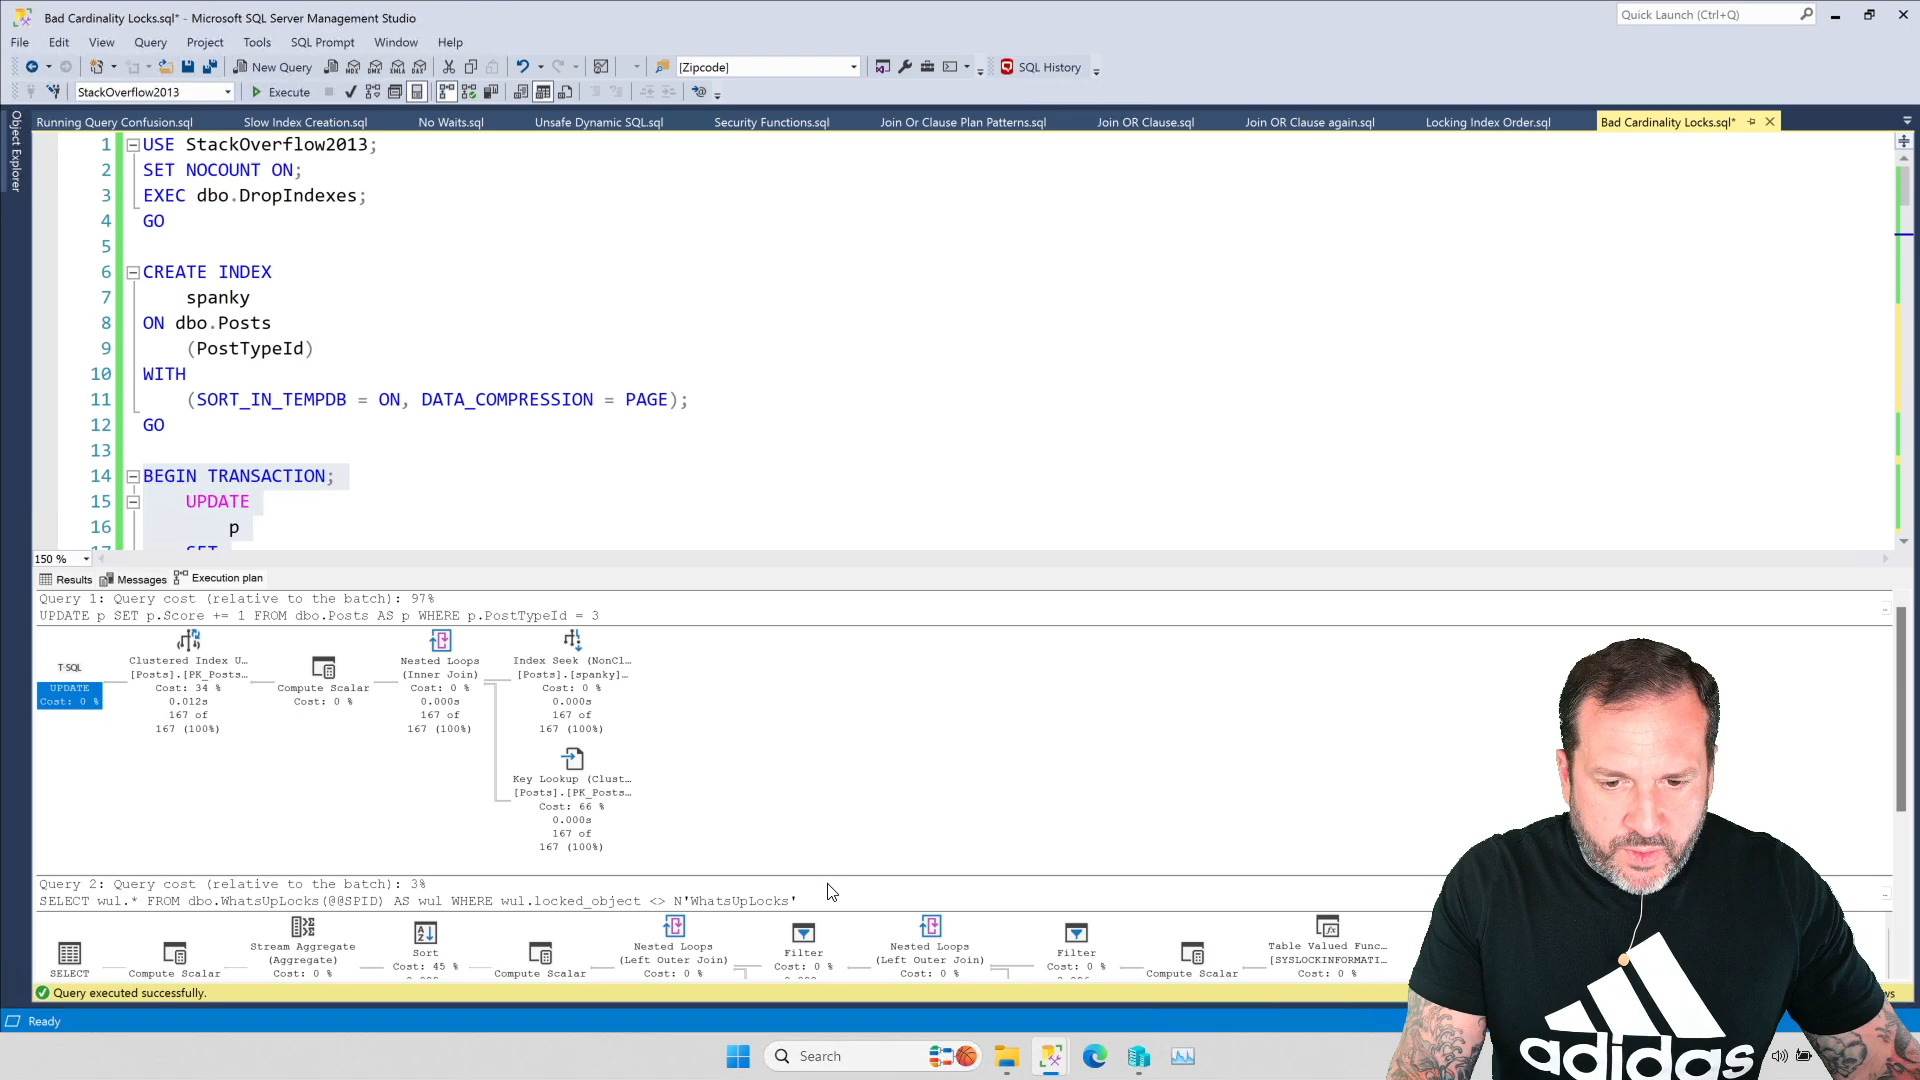 Bad Cardinality Locks.sql* - Microsoft SQL Server Management Studio
Quick Launch (Ctrl+Q)
File Edit View Query Project Tools SQL Prompt Window Help
New Query [Zipcode] SQL History
StackOverflow2013 Execute
Running Query Confusion.sql Slow Index Creation.sql No Waits.sql Unsafe Dynamic SQL.sql Security Functions.sql Join Or Clause Plan Patterns.sql Join OR Clause.sql Join OR Clause again.sql Locking Index Order.sql Bad Cardinality Locks.sql*
Object Explorer
1 USE StackOverflow2013;
2 SET NOCOUNT ON;
3 EXEC dbo.DropIndexes;
4 GO
5
6 CREATE INDEX
7 spanky
8 ON dbo.Posts
9 (PostTypeId)
10 WITH
11 (SORT_IN_TEMPDB = ON, DATA_COMPRESSION = PAGE);
12 GO
13
14 BEGIN TRANSACTION;
15 UPDATE
16 p
17 SET
150 %
Results Messages Execution plan
Query 1: Query cost (relative to the batch): 97%
UPDATE p SET p.Score += 1 FROM dbo.Posts AS p WHERE p.PostTypeId = 3
T-SQL
UPDATE
Cost: 0 %
Clustered Index U…
[Posts].[PK_Posts…
Cost: 34 %
0.012s
167 of
167 (100%)
Compute Scalar
Cost: 0 %
Nested Loops
(Inner Join)
Cost: 0 %
0.000s
167 of
167 (100%)
Index Seek (NonCl…
[Posts].[spanky]…
Cost: 0 %
0.000s
167 of
167 (100%)
Key Lookup (Clust…
[Posts].[PK_Posts…
Cost: 66 %
0.000s
167 of
167 (100%)
Query 2: Query cost (relative to the batch): 3%
SELECT wul.* FROM dbo.WhatsUpLocks(@@SPID) AS wul WHERE wul.locked_object <> N'WhatsUpLocks'
SELECT
Compute Scalar
Stream Aggregate
(Aggregate)
Cost: 0 %
Sort
Cost: 45 %
Compute Scalar
Nested Loops
(Left Outer Join)
Cost: 0 %
Filter
Cost: 0 %
Nested Loops
(Left Outer Join)
Cost: 0 %
Filter
Cost: 0 %
Compute Scalar
Table Valued Func…
[SYSLOCKINFORMATI…
Cost: 0 %
Query executed successfully.
Ready
Search
adidas